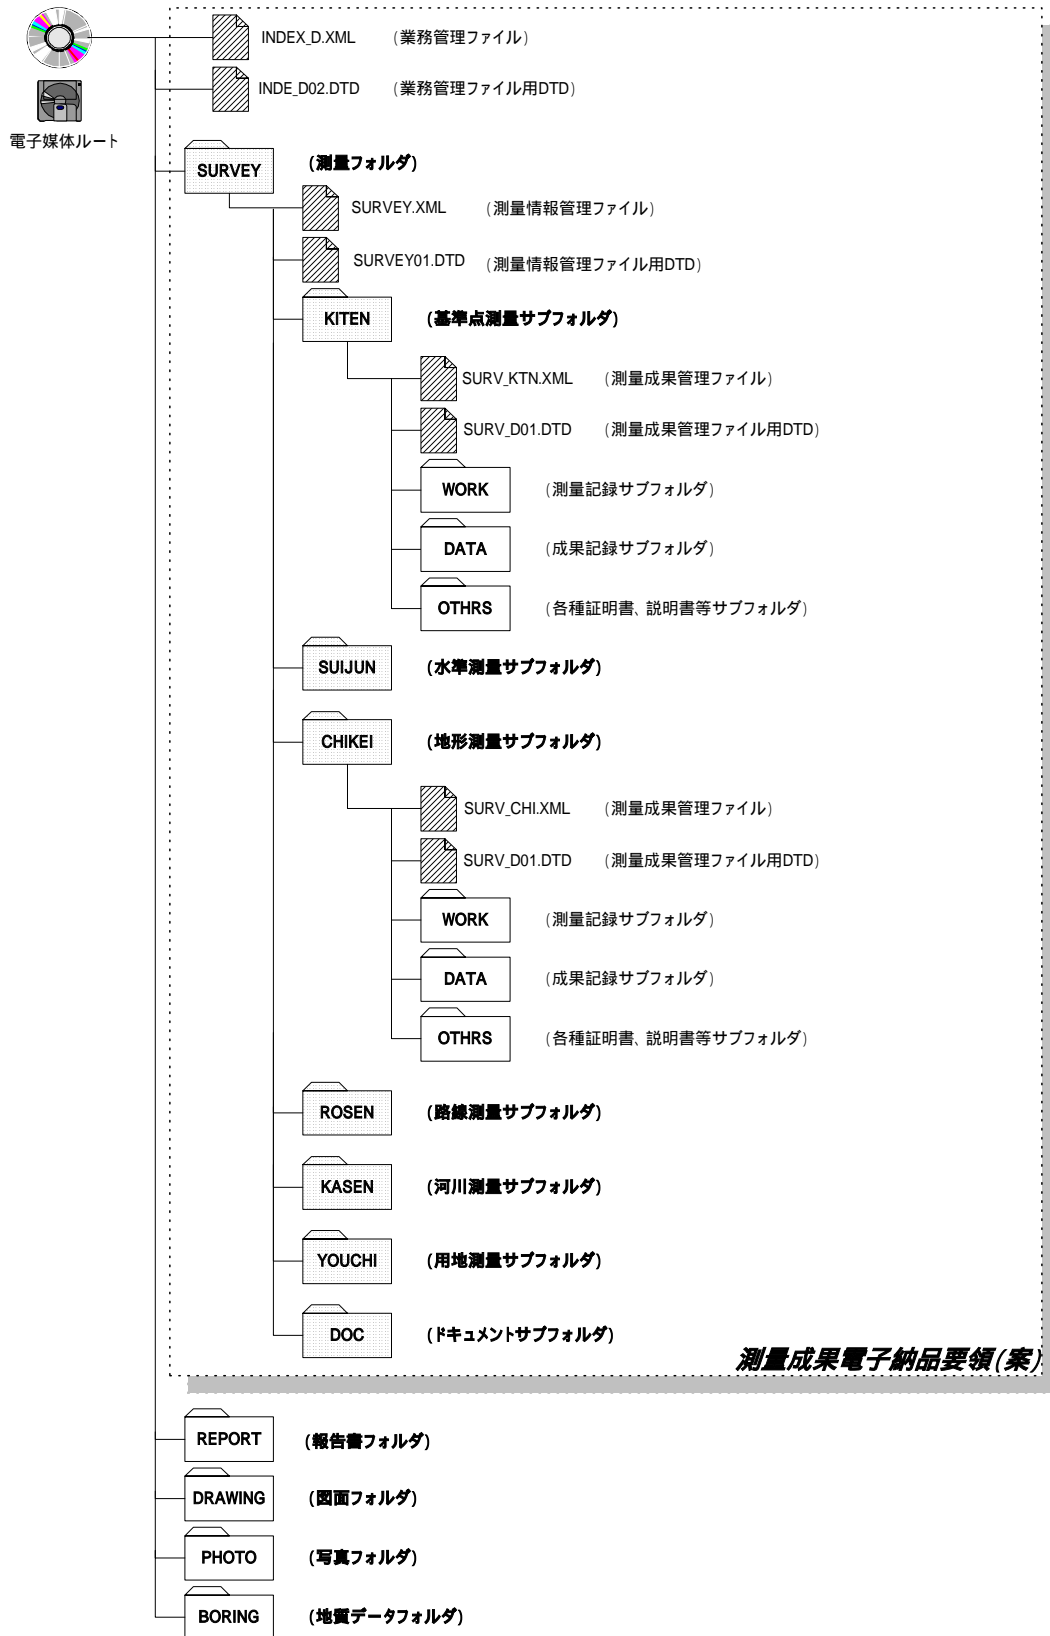 INDEX_D.XML (業務管理ファイル)
INDE_D02.DTD (業務管理ファイル用DTD)
電子媒体ルート
SURVEY (測量フォルダ)
SURVEY.XML (測量情報管理ファイル)
SURVEY01.DTD (測量情報管理ファイル用DTD)
KITEN (基準点測量サブフォルダ)
SURV_KTN.XML (測量成果管理ファイル)
SURV_D01.DTD (測量成果管理ファイル用DTD)
WORK (測量記録サブフォルダ)
DATA (成果記録サブフォルダ)
OTHRS (各種証明書、説明書等サブフォルダ)
SUIJUN (水準測量サブフォルダ)
CHIKEI (地形測量サブフォルダ)
SURV_CHI.XML (測量成果管理ファイル)
SURV_D01.DTD (測量成果管理ファイル用DTD)
WORK (測量記録サブフォルダ)
DATA (成果記録サブフォルダ)
OTHRS (各種証明書、説明書等サブフォルダ)
ROSEN (路線測量サブフォルダ)
KASEN (河川測量サブフォルダ)
YOUCHI (用地測量サブフォルダ)
DOC (ドキュメントサブフォルダ)
測量成果電子納品要領(案)
REPORT (報告書フォルダ)
DRAWING (図面フォルダ)
PHOTO (写真フォルダ)
BORING (地質データフォルダ)